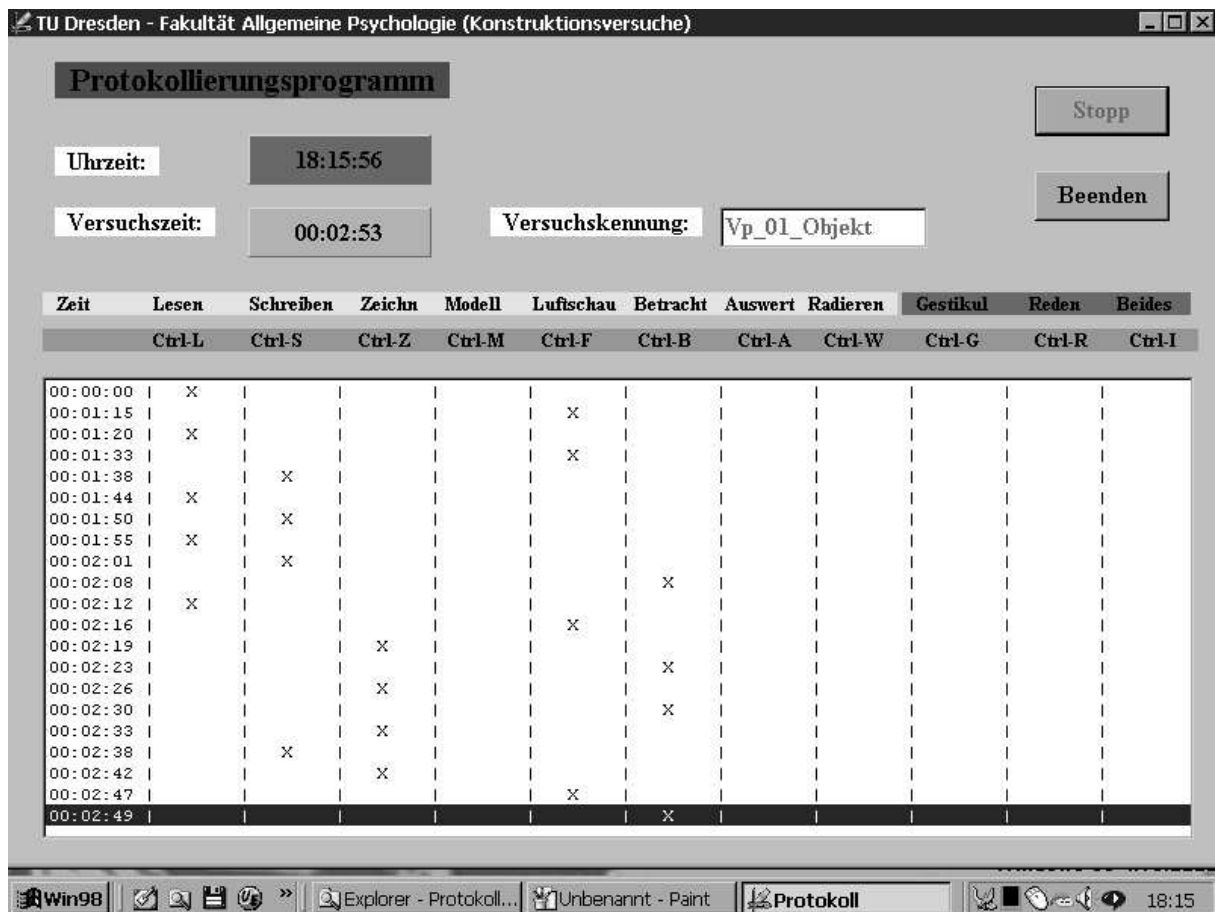 TU Dresden - Fakultät Allgemeine Psychologie (Konstruktionsversuche)
Protokollierungsprogramm
Stopp
Uhrzeit: 18:15:56
Beenden
Versuchszeit: 00:02:53 Versuchskennung: Vp_01_Objekt
Zeit Lesen Schreiben Zeichn Modell Luftschau Betracht Auswert Radieren Gestikul Reden Beides
Ctrl-L Ctrl-S Ctrl-Z Ctrl-M Ctrl-F Ctrl-B Ctrl-A Ctrl-W Ctrl-G Ctrl-R Ctrl-I
00:00:00 | X | | | | | | | | | |
00:01:15 | | | | | X | | | | | |
00:01:20 | X | | | | | | | | | |
00:01:33 | | | | | X | | | | | |
00:01:38 | | X | | | | | | | | |
00:01:44 | X | | | | | | | | | |
00:01:50 | | X | | | | | | | | |
00:01:55 | X | | | | | | | | | |
00:02:01 | | X | | | | | | | | |
00:02:08 | | | | | | X | | | | |
00:02:12 | X | | | | | | | | | |
00:02:16 | | | | | X | | | | | |
00:02:19 | | | X | | | | | | | |
00:02:23 | | | | | | X | | | | |
00:02:26 | | | X | | | | | | | |
00:02:30 | | | | | | X | | | | |
00:02:33 | | | X | | | | | | | |
00:02:38 | | X | | | | | | | | |
00:02:42 | | | X | | | | | | | |
00:02:47 | | | | | X | | | | | |
00:02:49 | | | | | | X | | | | |
Win98 » Explorer - Protokoll... Unbenannt - Paint Protokoll 18:15